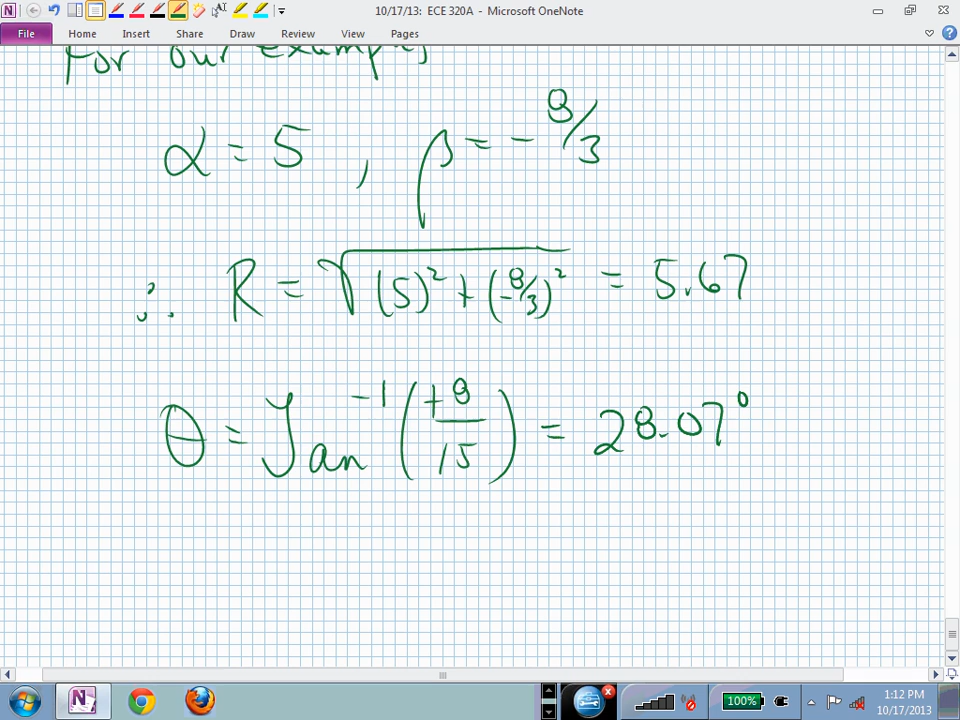 10/17/13: ECE 320A - Microsoft OneNote
File Home Insert Share Draw Review View Pages
For our example,
α = 5 , β = - 8/3
∴ R = √(5)² + (-8/3)² = 5.67
θ = Tan⁻¹ (+8/15) = 28.07°
100%
1:12 PM
10/17/2013